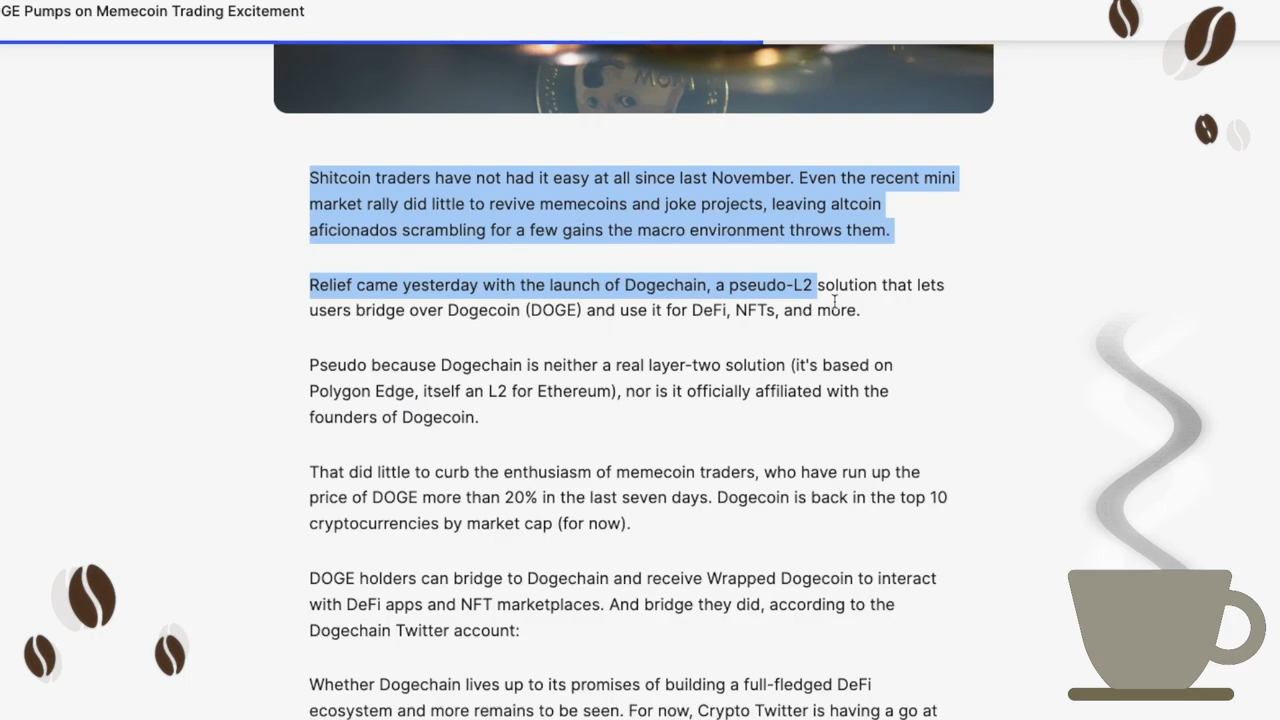 GE Pumps on Memecoin Trading Excitement
Shitcoin traders have not had it easy at all since last November. Even the recent mini
market rally did little to revive memecoins and joke projects, leaving altcoin
aficionados scrambling for a few gains the macro environment throws them.
Relief came yesterday with the launch of Dogechain, a pseudo-L2 solution that lets
users bridge over Dogecoin (DOGE) and use it for DeFi, NFTs, and more.
Pseudo because Dogechain is neither a real layer-two solution (it's based on
Polygon Edge, itself an L2 for Ethereum), nor is it officially affiliated with the
founders of Dogecoin.
That did little to curb the enthusiasm of memecoin traders, who have run up the
price of DOGE more than 20% in the last seven days. Dogecoin is back in the top 10
cryptocurrencies by market cap (for now).
DOGE holders can bridge to Dogechain and receive Wrapped Dogecoin to interact
with DeFi apps and NFT marketplaces. And bridge they did, according to the
Dogechain Twitter account:
Whether Dogechain lives up to its promises of building a full-fledged DeFi
ecosystem and more remains to be seen. For now, Crypto Twitter is having a go at